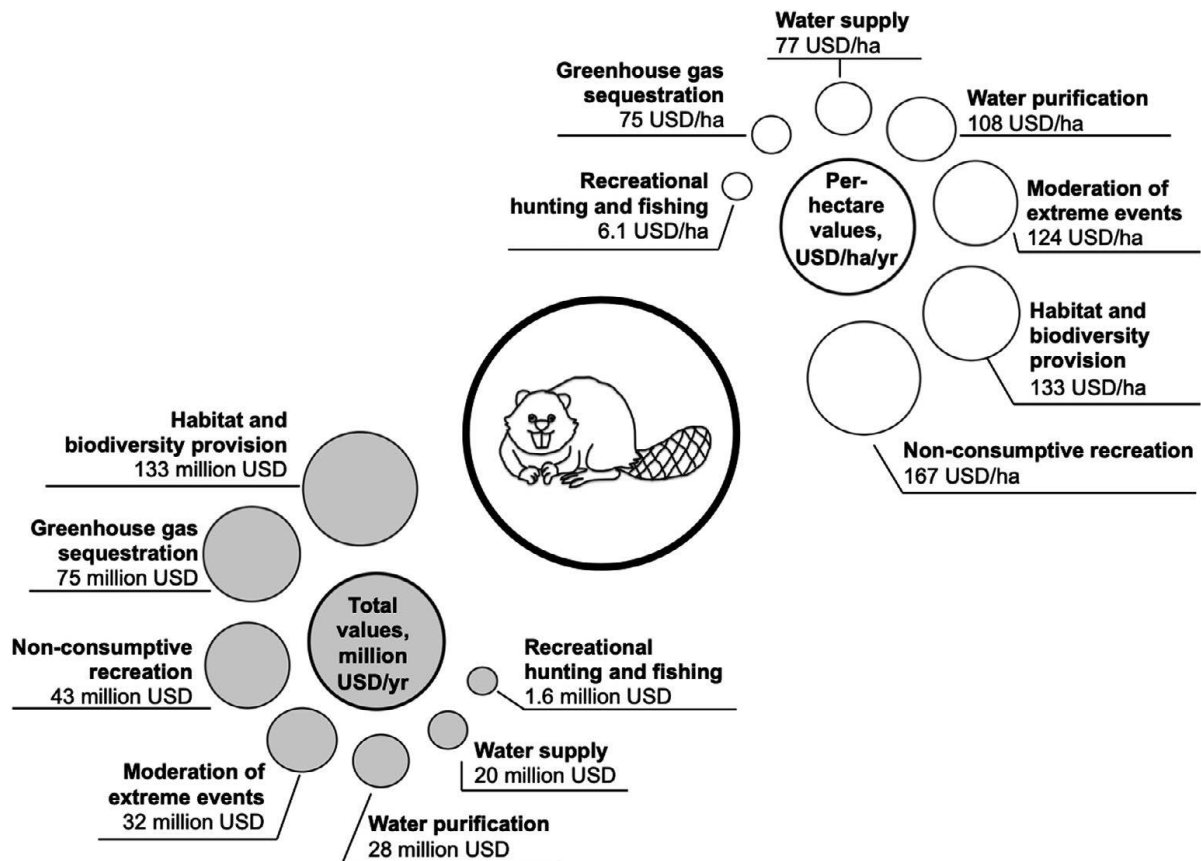 Water supply
77 USD/ha
Greenhouse gas
sequestration
75 USD/ha
Water purification
108 USD/ha
Recreational
hunting and fishing
6.1 USD/ha
Per-
hectare
values,
USD/ha/yr
Moderation of
extreme events
124 USD/ha
Habitat and
biodiversity
provision
133 USD/ha
Non-consumptive recreation
167 USD/ha
Habitat and
biodiversity provision
133 million USD
Greenhouse gas
sequestration
75 million USD
Non-consumptive
recreation
43 million USD
Total
values,
million
USD/yr
Recreational
hunting and fishing
1.6 million USD
Water supply
20 million USD
Moderation of
extreme events
32 million USD
Water purification
28 million USD